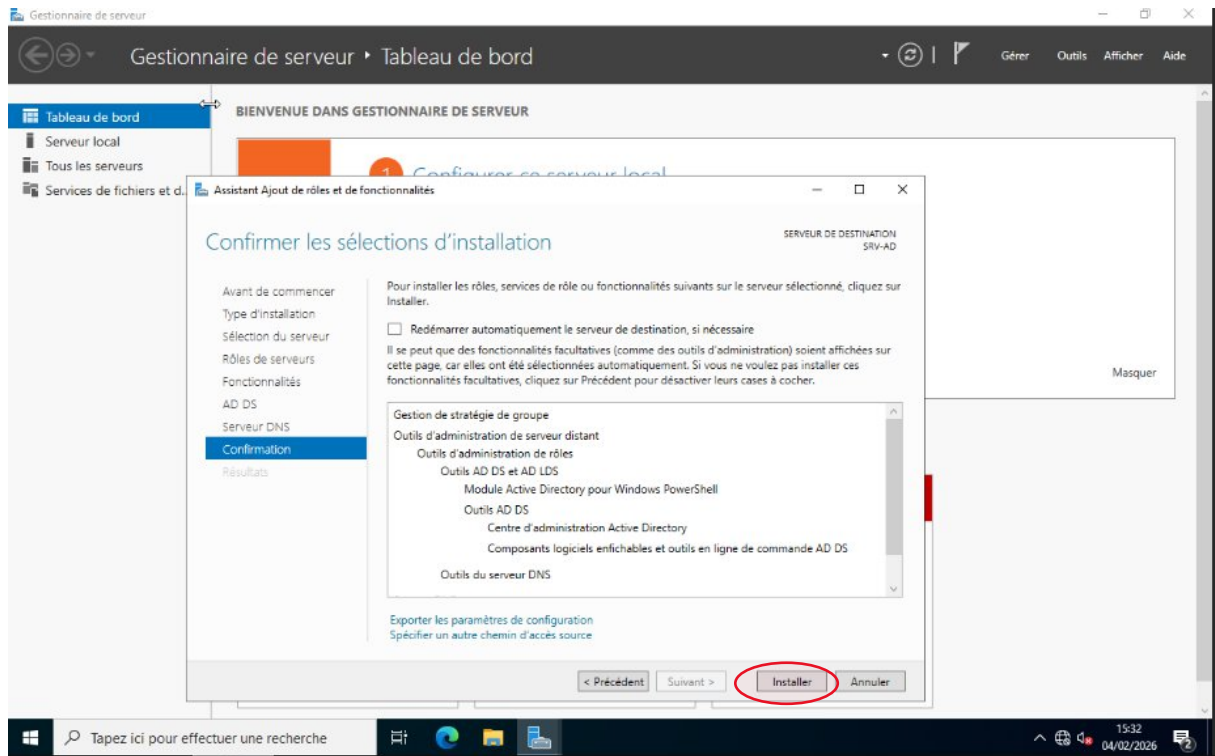 Gestionnaire de serveur
Gestionnaire de serveur ‣ Tableau de bord
Gérer
Outils
Afficher
Aide
Tableau de bord
Serveur local
Tous les serveurs
Services de fichiers et d..
BIENVENUE DANS GESTIONNAIRE DE SERVEUR
1 Configurer ce serveur local
Masquer
Assistant Ajout de rôles et de fonctionnalités
Confirmer les sélections d'installation
SERVEUR DE DESTINATION
SRV-AD
Avant de commencer
Type d'installation
Sélection du serveur
Rôles de serveurs
Fonctionnalités
AD DS
Serveur DNS
Confirmation
Résultats
Pour installer les rôles, services de rôle ou fonctionnalités suivants sur le serveur sélectionné, cliquez sur
Installer.
Redémarrer automatiquement le serveur de destination, si nécessaire
Il se peut que des fonctionnalités facultatives (comme des outils d'administration) soient affichées sur
cette page, car elles ont été sélectionnées automatiquement. Si vous ne voulez pas installer ces
fonctionnalités facultatives, cliquez sur Précédent pour désactiver leurs cases à cocher.
Gestion de stratégie de groupe
Outils d'administration de serveur distant
Outils d'administration de rôles
Outils AD DS et AD LDS
Module Active Directory pour Windows PowerShell
Outils AD DS
Centre d'administration Active Directory
Composants logiciels enfichables et outils en ligne de commande AD DS
Outils du serveur DNS
Exporter les paramètres de configuration
Spécifier un autre chemin d'accès source
< Précédent
Suivant >
Installer
Annuler
Tapez ici pour effectuer une recherche
15:32
04/02/2026
2